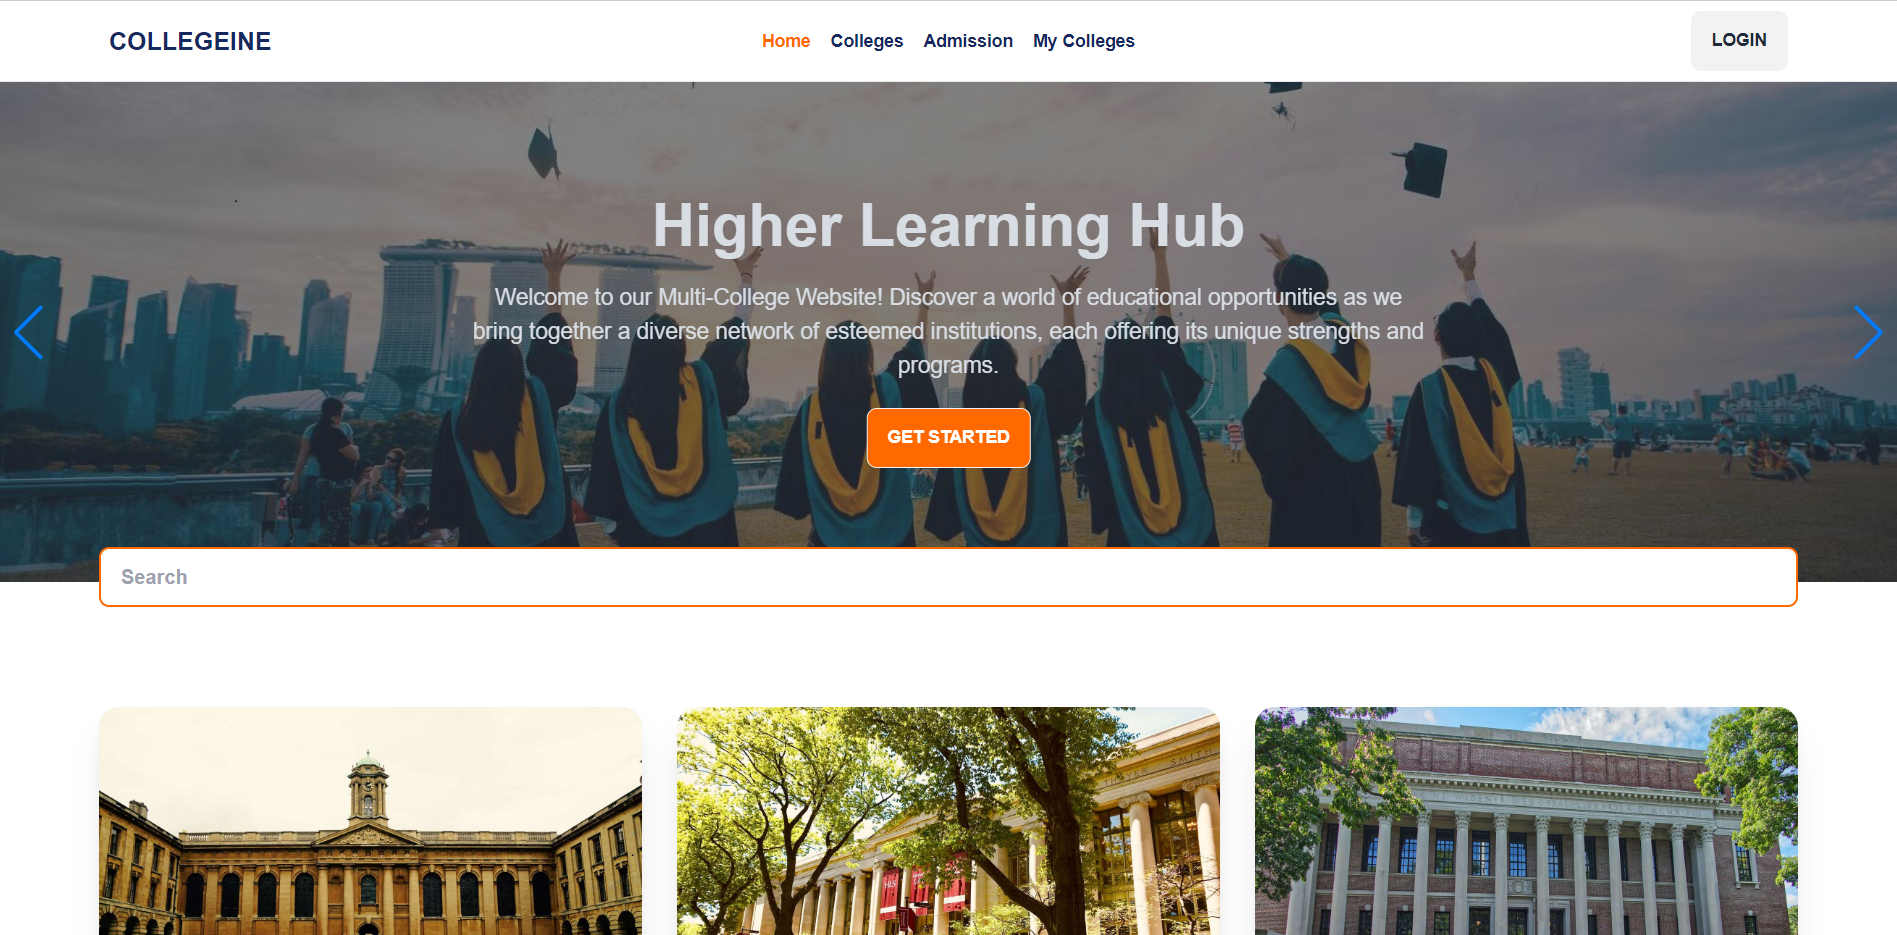 COLLEGEINE
Home Colleges Admission My Colleges
LOGIN
Higher Learning Hub
Welcome to our Multi-College Website! Discover a world of educational opportunities as we
bring together a diverse network of esteemed institutions, each offering its unique strengths and
programs.
GET STARTED
Search
HLS